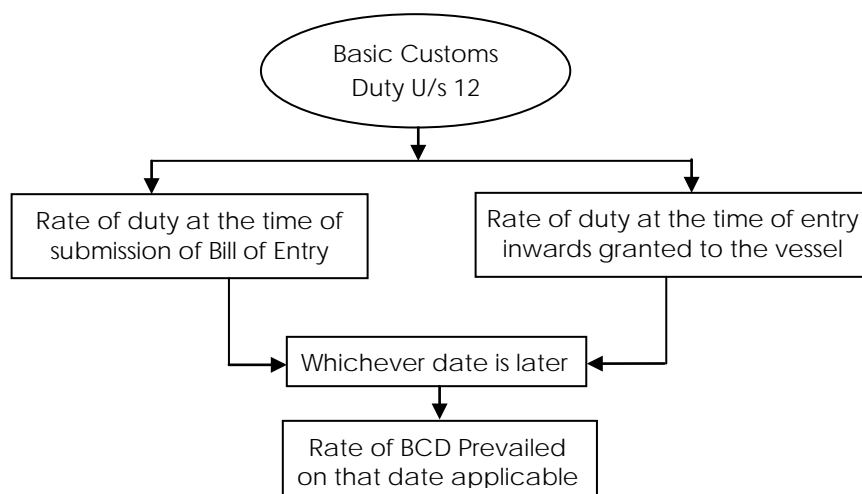 Basic Customs
Duty U/s 12
Rate of duty at the time of
submission of Bill of Entry
Rate of duty at the time of entry
inwards granted to the vessel
Whichever date is later
Rate of BCD Prevailed
on that date applicable